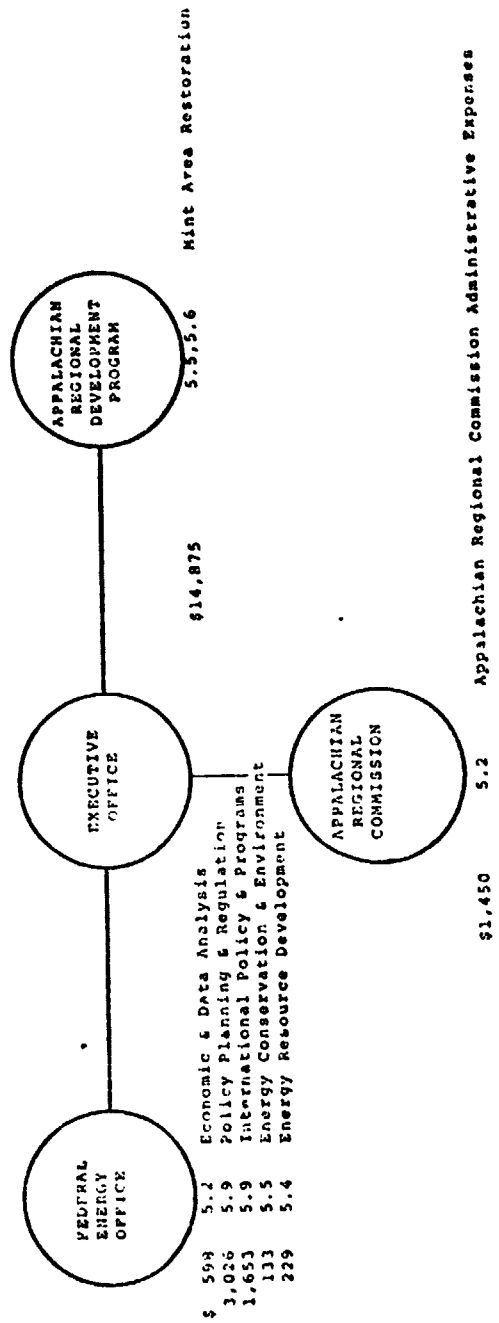 FEDERAL
ENERGY
OFFICE
EXECUTIVE
OFFICE
APPALACHIAN
REGIONAL
DEVELOPMENT
PROGRAM
$ 598 5.2 Economic & Data Analysis
3,026 5.9 Policy Planning & Regulation
1,653 5.9 International Policy & Programs
133 5.5 Energy Conservation & Environment
229 5.4 Energy Resource Development
$14,875 5.5,5.6 Mint Area Restoration
APPALACHIAN
REGIONAL
COMMISSION
$1,450 5.2 Appalachian Regional Commission Administrative Expenses